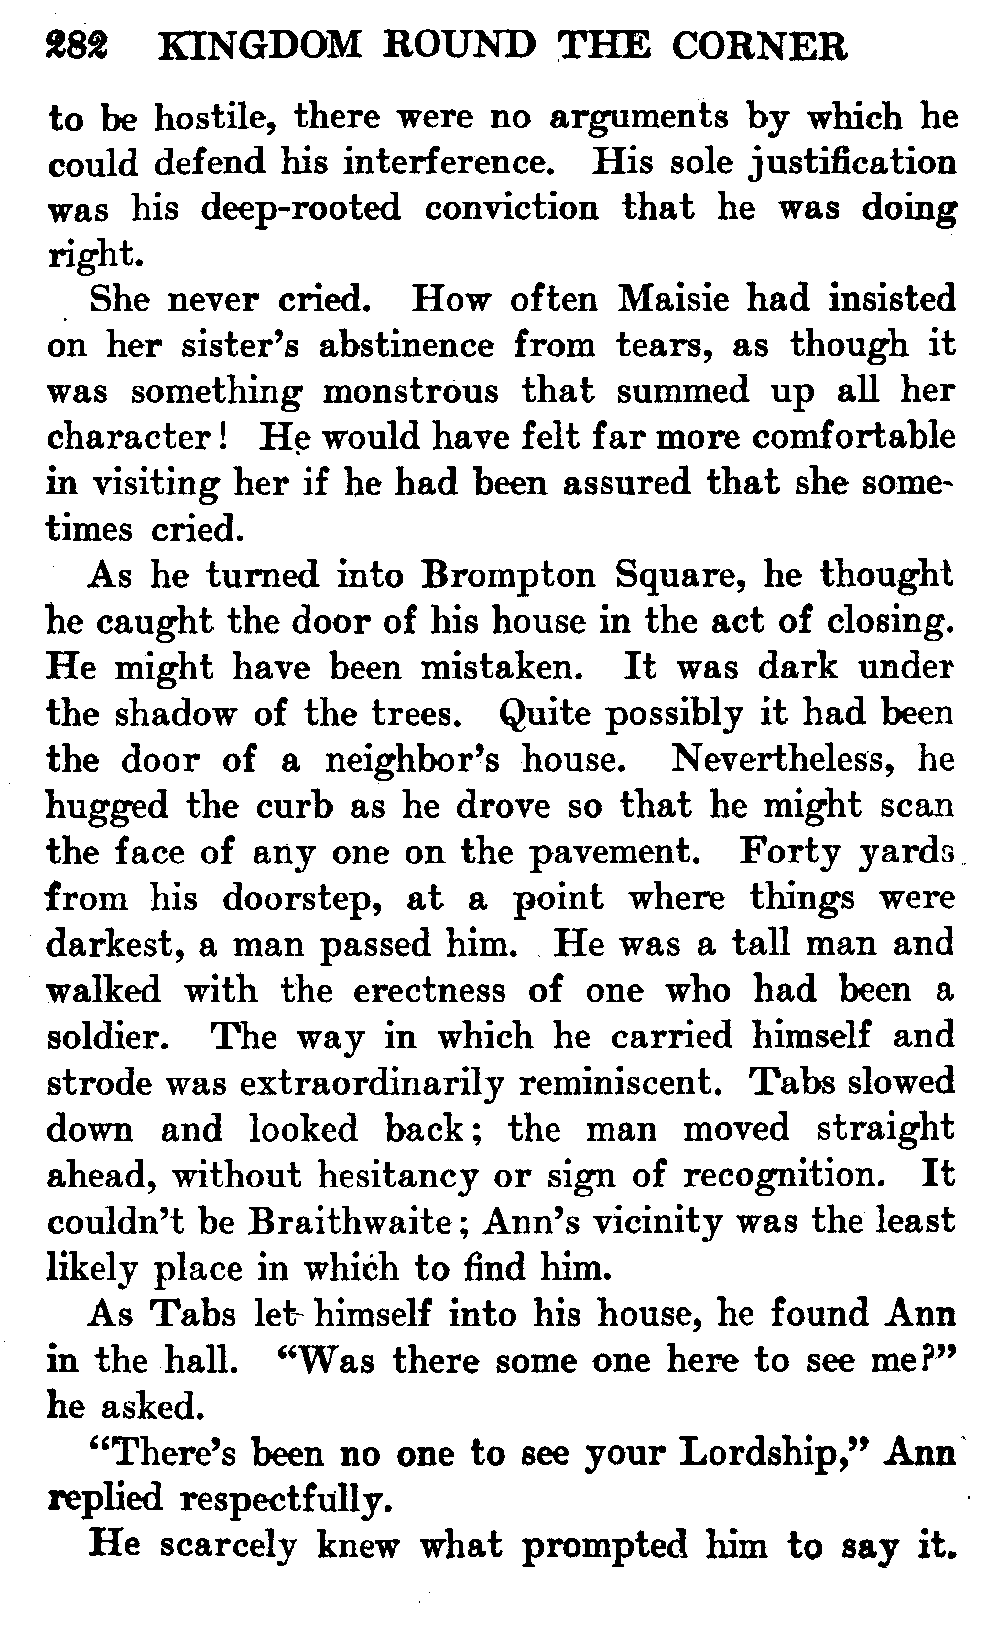 282 KINGDOM ROUND THE CORNER
to be hostile, there were no arguments by which he
could defend his interference. His sole justification
was his deep-rooted conviction that he was doing
right.
She never cried. How often Maisie had insisted
on her sister's abstinence from tears, as though it
was something monstrous that summed up all her
character! He would have felt far more comfortable
in visiting her if he had been assured that she some-
times cried.
As he turned into Brompton Square, he thought
he caught the door of his house in the act of closing.
He might have been mistaken. It was dark under
the shadow of the trees. Quite possibly it had been
the door of a neighbor's house. Nevertheless, he
hugged the curb as he drove so that he might scan
the face of any one on the pavement. Forty yards
from his doorstep, at a point where things were
darkest, a man passed him. He was a tall man and
walked with the erectness of one who had been a
soldier. The way in which he carried himself and
strode was extraordinarily reminiscent. Tabs slowed
down and looked back; the man moved straight
ahead, without hesitancy or sign of recognition. It
couldn't be Braithwaite; Ann's vicinity was the least
likely place in which to find him.
As Tabs let himself into his house, he found Ann
in the hall. "Was there some one here to see me?"
he asked.
"There's been no one to see your Lordship," Ann
replied respectfully.
He scarcely knew what prompted him to say it.